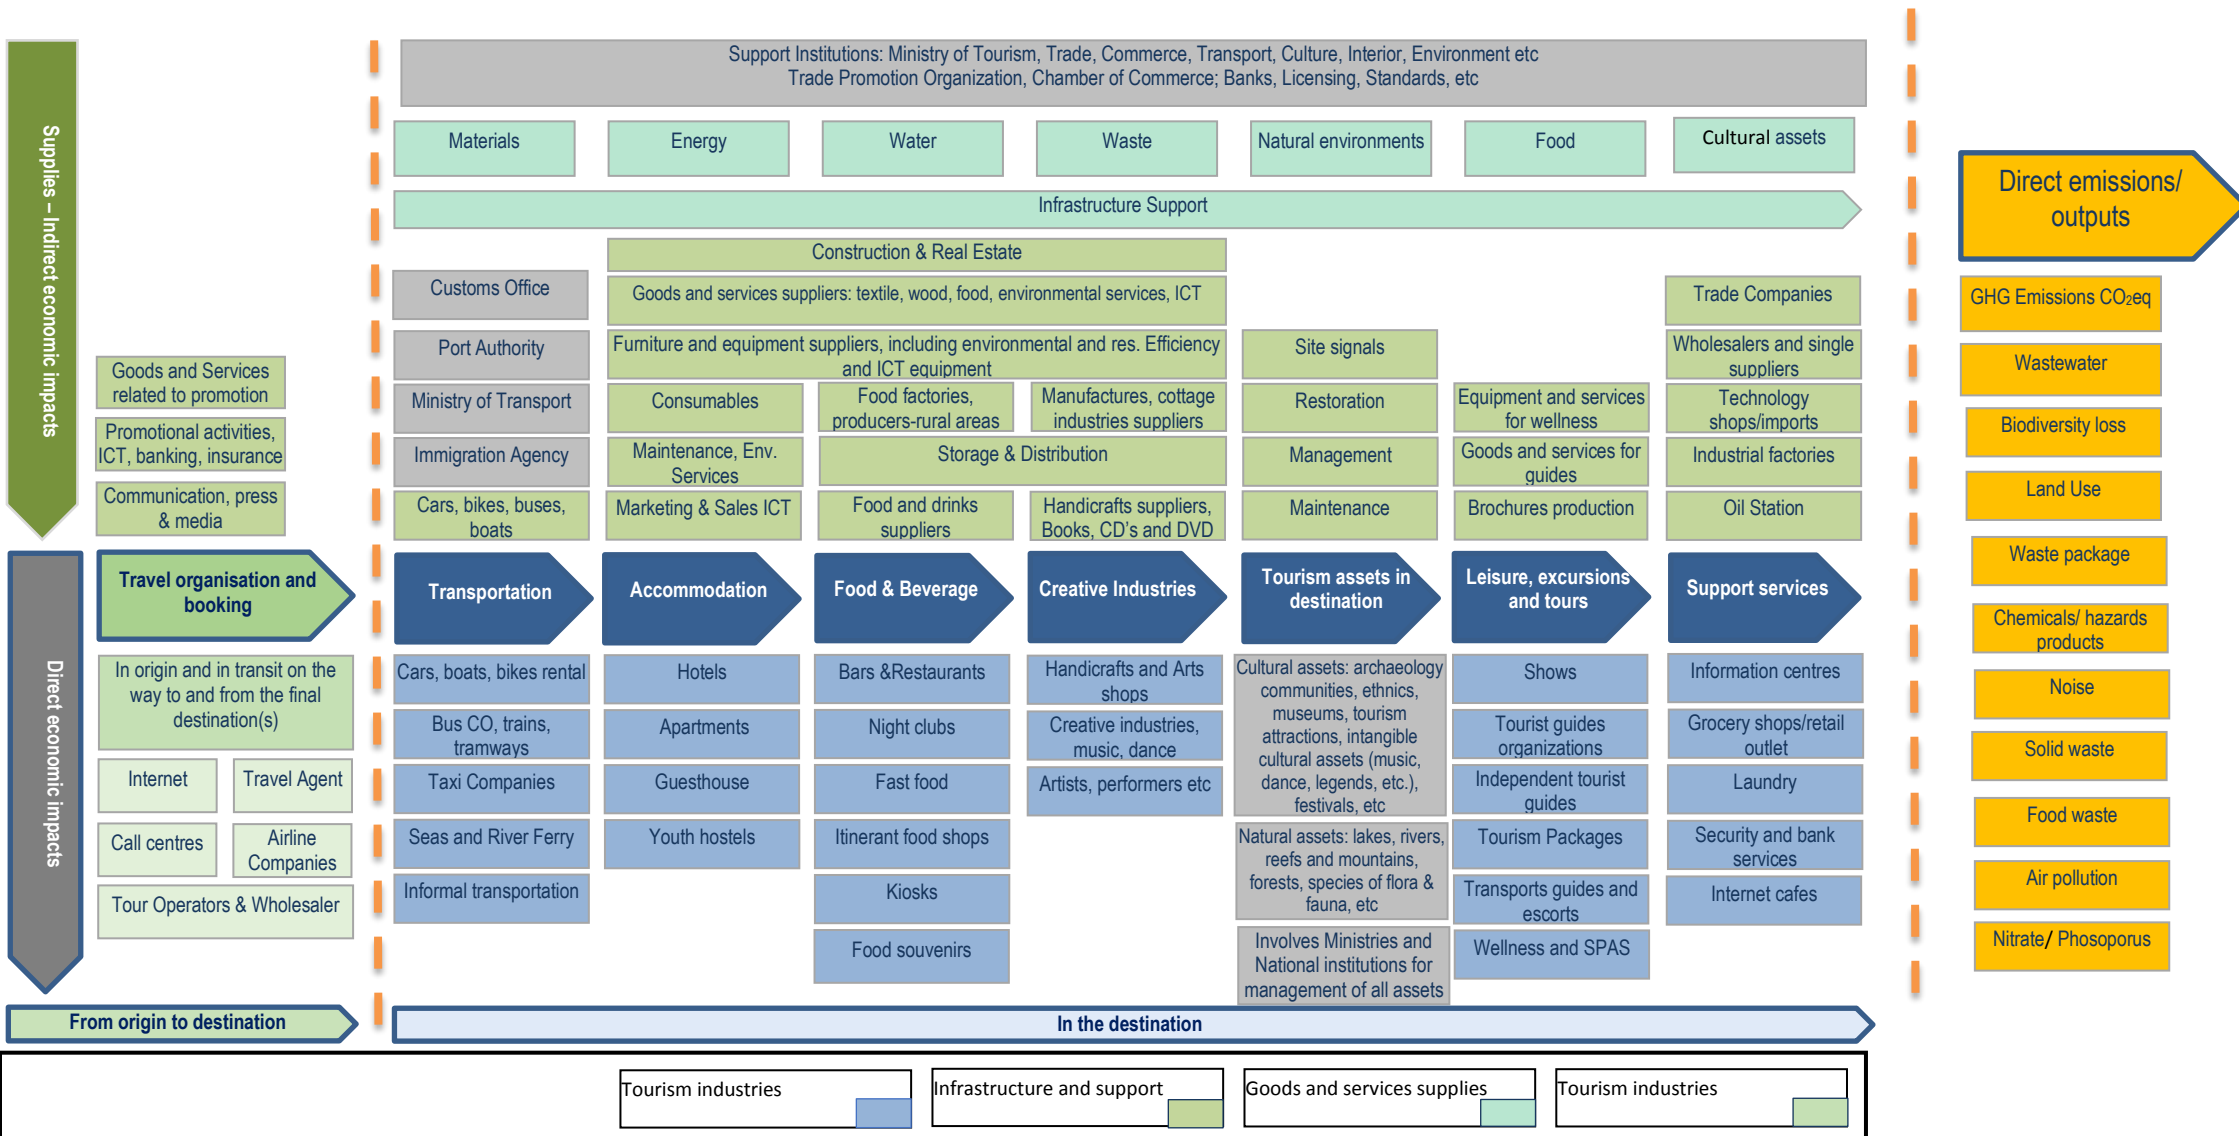 Support Institutions: Ministry of Tourism, Trade, Commerce, Transport, Culture, Interior, Environment etc
Trade Promotion Organization, Chamber of Commerce; Banks, Licensing, Standards, etc
Supplies – Indirect economic impacts
Direct economic impacts
Materials
Energy
Water
Waste
Natural environments
Food
Cultural assets
Infrastructure Support
Construction & Real Estate
Goods and services suppliers: textile, wood, food, environmental services, ICT
Furniture and equipment suppliers, including environmental and res. Efficiency
and ICT equipment
Goods and Services
related to promotion
Promotional activities,
ICT, banking, insurance
Communication, press
& media
Travel organisation and
booking
In origin and in transit on the
way to and from the final
destination(s)
Internet
Travel Agent
Call centres
Airline
Companies
Tour Operators & Wholesaler
From origin to destination
Customs Office
Port Authority
Ministry of Transport
Immigration Agency
Cars, bikes, buses,
boats
Transportation
Cars, boats, bikes rental
Bus CO, trains,
tramways
Taxi Companies
Seas and River Ferry
Informal transportation
Consumables
Maintenance, Env.
Services
Marketing & Sales ICT
Accommodation
Hotels
Apartments
Guesthouse
Youth hostels
Food factories,
producers-rural areas
Storage & Distribution
Food and drinks
suppliers
Food & Beverage
Bars &Restaurants
Night clubs
Fast food
Itinerant food shops
Kiosks
Food souvenirs
Manufactures, cottage
industries suppliers
Handicrafts suppliers,
Books, CD's and DVD
Creative Industries
Handicrafts and Arts
shops
Creative industries,
music, dance
Artists, performers etc
Site signals
Restoration
Management
Maintenance
Tourism assets in
destination
Cultural assets: archaeology
communities, ethnics,
museums, tourism
attractions, intangible
cultural assets (music,
dance, legends, etc.),
festivals, etc
Natural assets: lakes, rivers,
reefs and mountains,
forests, species of flora &
fauna, etc
Involves Ministries and
National institutions for
management of all assets
Equipment and services
for wellness
Goods and services for
guides
Brochures production
Leisure, excursions
and tours
Shows
Tourist guides
organizations
Independent tourist
guides
Tourism Packages
Transports guides and
escorts
Wellness and SPAS
Trade Companies
Wholesalers and single
suppliers
Technology
shops/imports
Industrial factories
Oil Station
Support services
Information centres
Grocery shops/retail
outlet
Laundry
Security and bank
services
Internet cafes
In the destination
Direct emissions/
outputs
GHG Emissions CO₂eq
Wastewater
Biodiversity loss
Land Use
Waste package
Chemicals/ hazards
products
Noise
Solid waste
Food waste
Air pollution
Nitrate/ Phosoporus
Tourism industries
Infrastructure and support
Goods and services supplies
Tourism industries